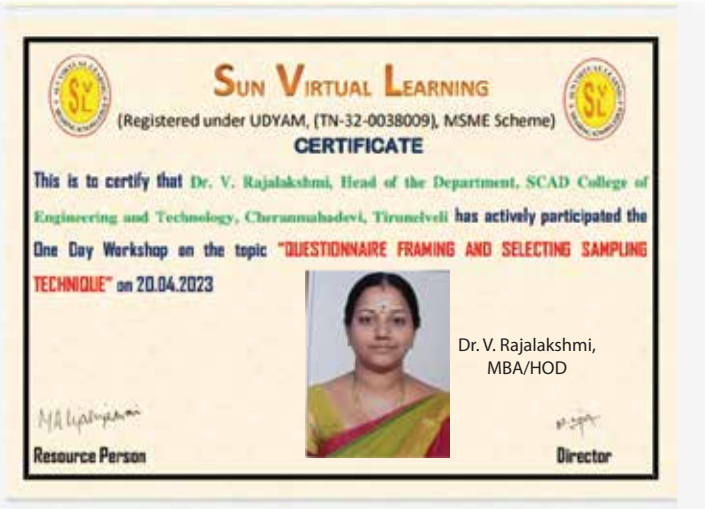 SUN VIRTUAL LEARNING
(Registered under UDYAM, (TN-32-0038009), MSME Scheme)
CERTIFICATE
This is to certify that Dr. V. Rajalakshmi, Head of the Department, SCAD College of
Engineering and Technology, Cheranmahadevi, Tirunelveli has actively participated the
One Day Workshop on the topic "QUESTIONNAIRE FRAMING AND SELECTING SAMPLING
TECHNIQUE" on 20.04.2023
Dr. V. Rajalakshmi,
MBA/HOD
Resource Person
Director